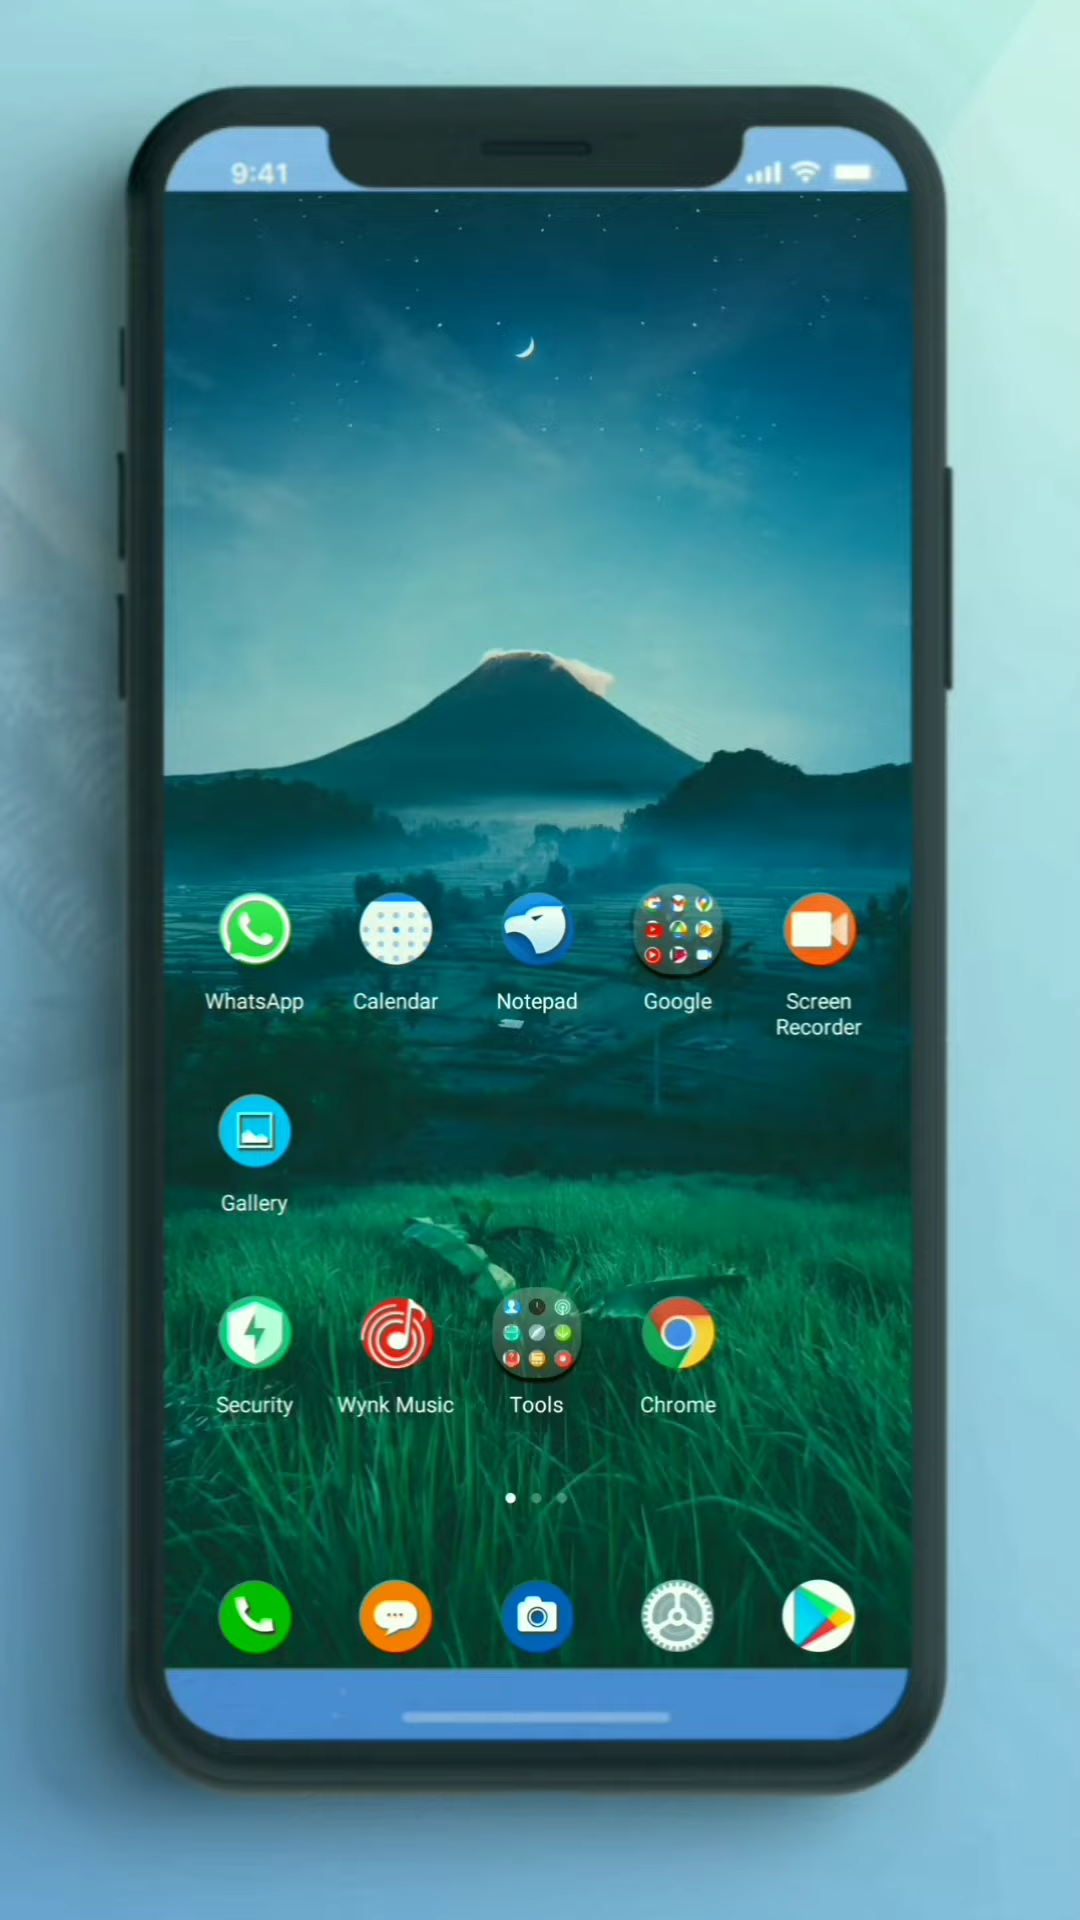 9:41
WhatsApp
Calendar
Notepad
Google
Screen
Recorder
Gallery
Security
Wynk Music
Tools
Chrome